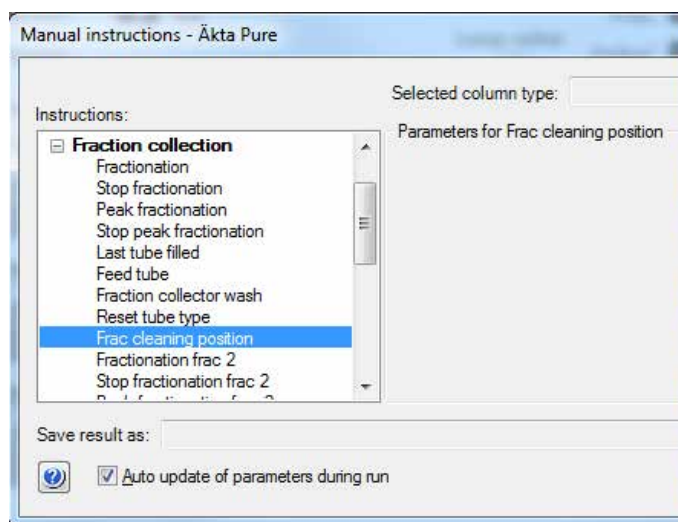 Manual instructions - Äkta Pure
Selected column type:
Instructions:
Parameters for Frac cleaning position
Fraction collection
Fractionation
Stop fractionation
Peak fractionation
Stop peak fractionation
Last tube filled
Feed tube
Fraction collector wash
Reset tube type
Frac cleaning position
Fractionation frac 2
Stop fractionation frac 2
Save result as:
Auto update of parameters during run